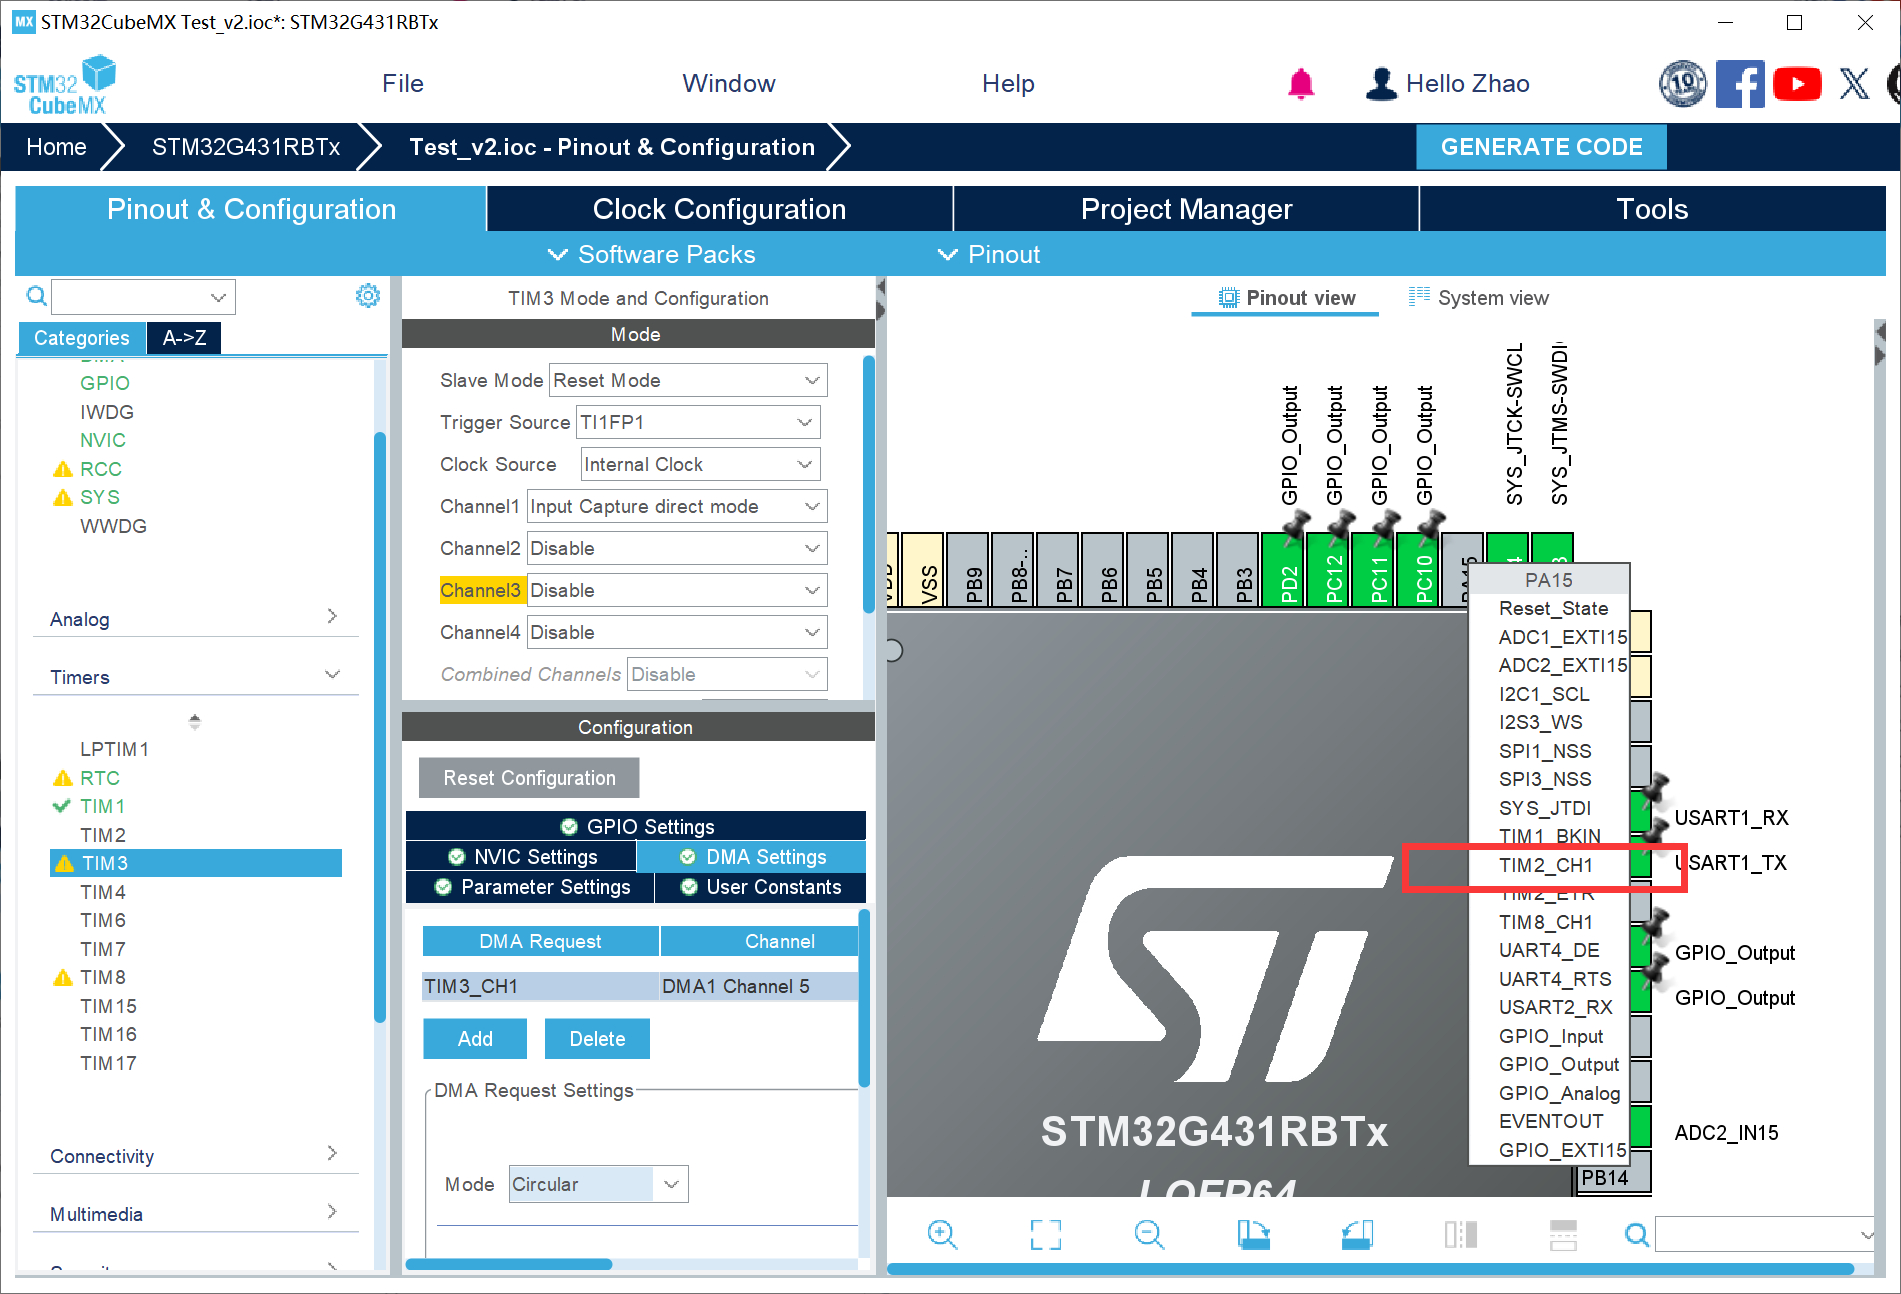 MX STM32CubeMX Test_v2.ioc*: STM32G431RBTx
STM32
CubeMX
File
Window
Help
Hello Zhao
10
Home
STM32G431RBTx
Test_v2.ioc - Pinout & Configuration
GENERATE CODE
Pinout & Configuration
Clock Configuration
Project Manager
Tools
Software Packs
Pinout
Categories
A->Z
GPIO
IWDG
NVIC
RCC
SYS
WWDG
Analog
Timers
LPTIM1
RTC
TIM1
TIM2
TIM3
TIM4
TIM6
TIM7
TIM8
TIM15
TIM16
TIM17
Connectivity
Multimedia
TIM3 Mode and Configuration
Mode
Slave Mode Reset Mode
Trigger Source TI1FP1
Clock Source Internal Clock
Channel1 Input Capture direct mode
Channel2 Disable
Channel3 Disable
Channel4 Disable
Combined Channels Disable
Configuration
Reset Configuration
GPIO Settings
NVIC Settings
DMA Settings
Parameter Settings
User Constants
DMA Request
Channel
TIM3_CH1
DMA1 Channel 5
Add
Delete
DMA Request Settings
Mode Circular
Pinout view
System view
GPIO_Output
GPIO_Output
GPIO_Output
GPIO_Output
SYS_JTCK-SWCL
SYS_JTMS-SWDI
VSS
PB9
PB8-..
PB7
PB6
PB5
PB4
PB3
PD2
PC12
PC11
PC10
PA15
PA15
Reset_State
ADC1_EXTI15
ADC2_EXTI15
I2C1_SCL
I2S3_WS
SPI1_NSS
SPI3_NSS
SYS_JTDI
TIM1_BKIN
TIM2_CH1
TIM2_ETR
TIM8_CH1
UART4_DE
UART4_RTS
USART2_RX
GPIO_Input
GPIO_Output
GPIO_Analog
EVENTOUT
GPIO_EXTI15
USART1_RX
USART1_TX
GPIO_Output
GPIO_Output
ADC2_IN15
PB14
ST
STM32G431RBTx
LQFP64